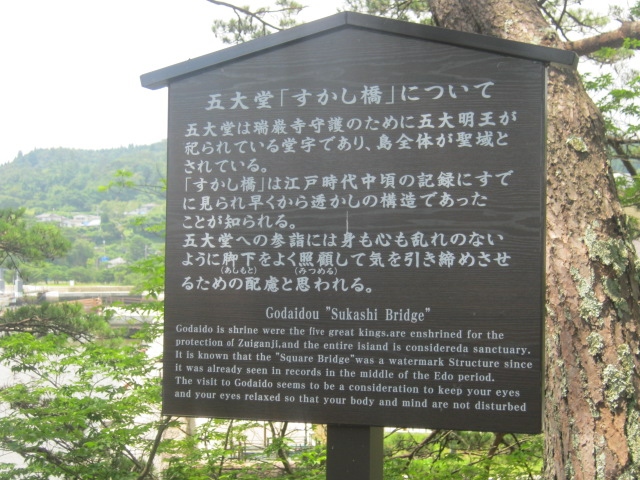 五大堂「すかし橋」について
五大堂は瑞巖寺守護のために五大明王が
祀られている堂宇であり、島全体が聖域と
されている。
「すかし橋」は江戸時代中頃の記録にすで
に見られ早くから透かしの構造であった
ことが知られる。
五大堂への参詣には身も心も乱れのない
ように脚下をよく照顧して気を引き締めさせ
(あしもと) (みつめる)
るための配慮と思われる。
Godaidou "Sukashi Bridge"
Godaido is shrine were the five great kings.are enshrined for the
protection of Zuiganji,and the entire island is considereda sanctuary.
It is known that the "Square Bridge"was a watermark Structure since
it was already seen in records in the middle of the Edo period.
The visit to Godaido seems to be a consideration to keep your eyes
and your eyes relaxed so that your body and mind are not disturbed